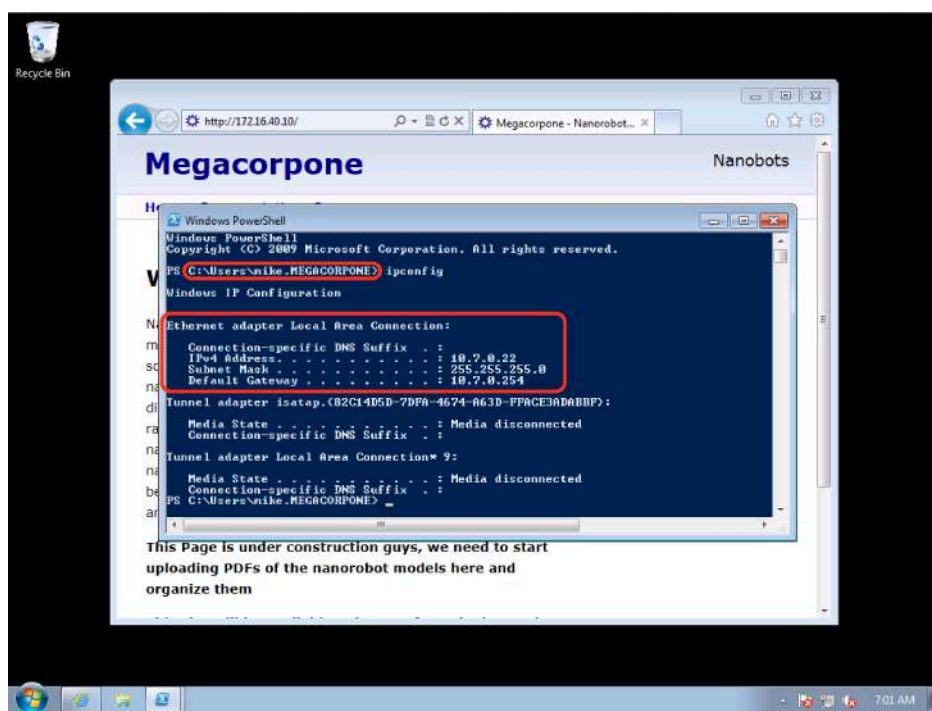 Recycle Bin
http://172.16.40.10/
Megacorpone - Nanorobot...
Megacorpone
Nanobots
Windows PowerShell
Windows PowerShell
Copyright (C) 2009 Microsoft Corporation. All rights reserved.
PS C:\Users\mike.MEGACORPONE> ipconfig
Windows IP Configuration
Ethernet adapter Local Area Connection:
Connection-specific DNS Suffix . :
IPv4 Address. . . . . . . . . . . : 10.7.0.22
Subnet Mask . . . . . . . . . . . : 255.255.255.0
Default Gateway . . . . . . . . . : 10.7.0.254
Tunnel adapter isatap.{82C14D5D-7DFA-4674-A63D-FFACE3ADABBF}:
Media State . . . . . . . . . . . : Media disconnected
Connection-specific DNS Suffix . :
Tunnel adapter Local Area Connection* 9:
Media State . . . . . . . . . . . : Media disconnected
Connection-specific DNS Suffix . :
PS C:\Users\mike.MEGACORPONE> _
This Page is under construction guys, we need to start
uploading PDFs of the nanorobot models here and
organize them
7:01 AM